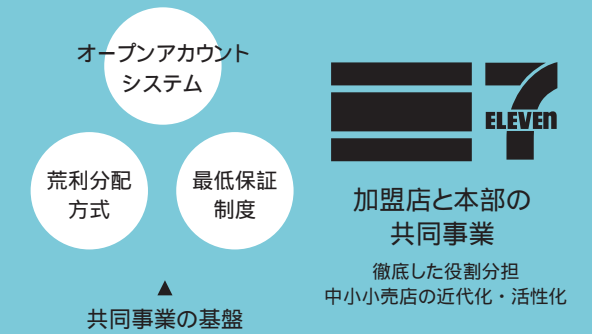 オープンアカウント
システム
荒利分配
方式
最低保証
制度
▲
共同事業の基盤
7
ELEVEn
加盟店と本部の
共同事業
徹底した役割分担
中小小売店の近代化・活性化